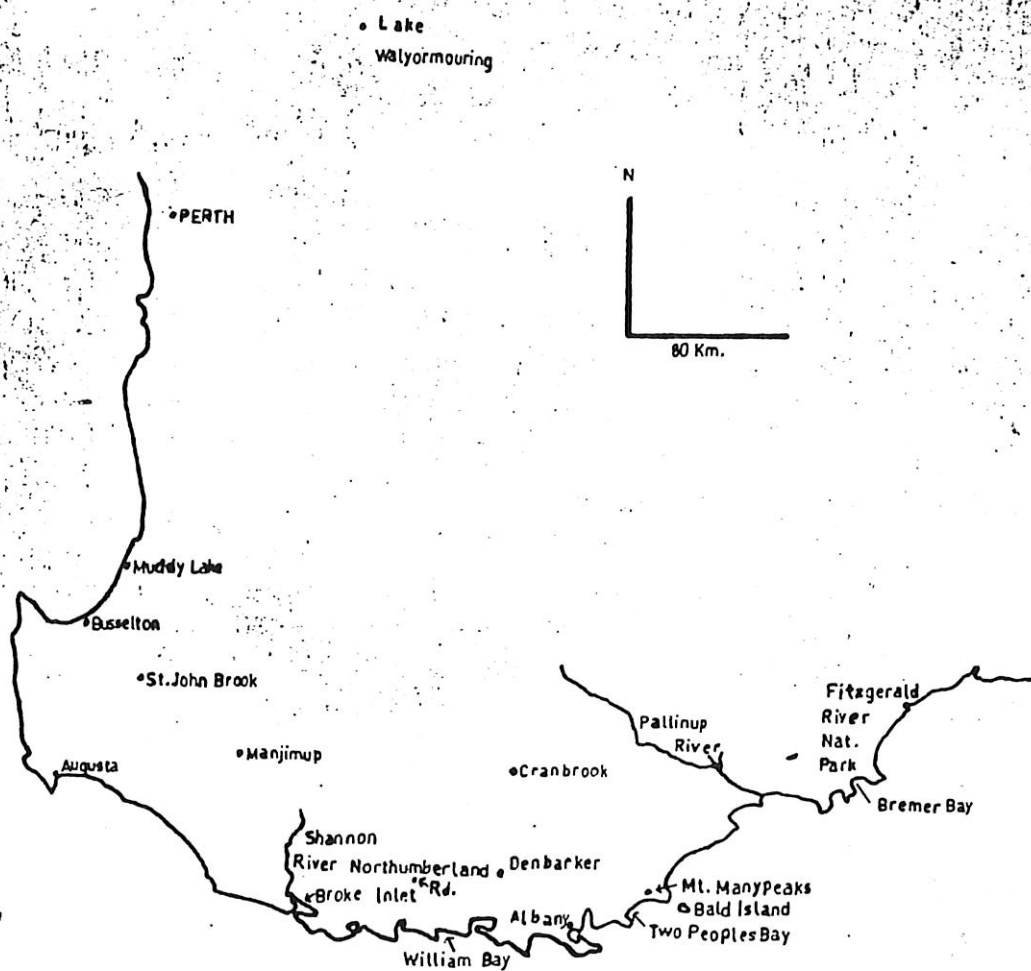 Lake
Walyormouring
N
PERTH
80 Km.
Muddy Lake
Busselton
St. John Brook
Fitzgerald
River
Nat.
Park
Pallinup
River
Manjimup
Augusta
Cranbrook
Bremer Bay
Shannon
River
Northumberland
Rd.
Denbarker
Broke Inlet
Mt. Manypeaks
Bald Island
Albany
Two Peoples Bay
William Bay